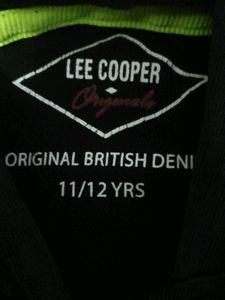 LEE COOPER
Originals
ORIGINAL BRITISH DENI
11/12 YRS